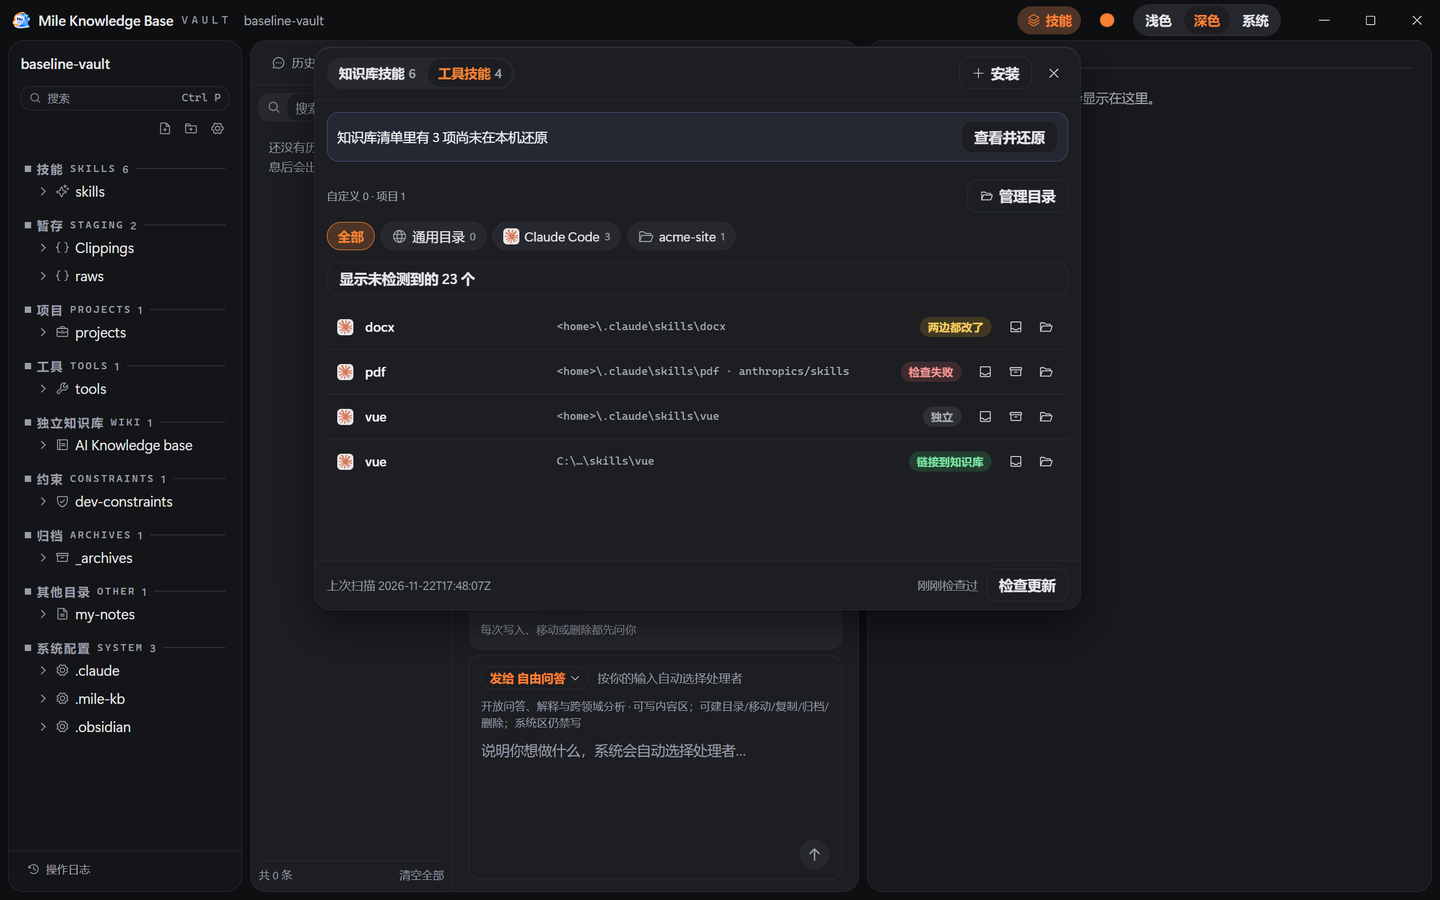 Mile Knowledge Base VAULT baseline-vault
技能
浅色 深色 系统
baseline-vault
搜索 Ctrl P
技能 SKILLS 6
skills
暂存 STAGING 2
Clippings
raws
项目 PROJECTS 1
projects
工具 TOOLS 1
tools
独立知识库 WIKI 1
AI Knowledge base
约束 CONSTRAINTS 1
dev-constraints
归档 ARCHIVES 1
_archives
其他目录 OTHER 1
my-notes
系统配置 SYSTEM 3
.claude
.mile-kb
.obsidian
操作日志
历史
搜索
还没有历
息后会出
共 0 条 清空全部
知识库技能 6 工具技能 4
安装
知识库清单里有 3 项尚未在本机还原 查看并还原
自定义 0 · 项目 1 管理目录
全部 通用目录 0 Claude Code 3 acme-site 1
显示未检测到的 23 个
docx <home>\.claude\skills\docx 两边都改了
pdf <home>\.claude\skills\pdf · anthropics/skills 检查失败
vue <home>\.claude\skills\vue 独立
vue C:\…\skills\vue 链接到知识库
上次扫描 2026-11-22T17:48:07Z 刚刚检查过 检查更新
每次写入、移动或删除都先问你
发给 自由问答 按你的输入自动选择处理者
开放问答、解释与跨领域分析 · 可写内容区；可建目录/移动/复制/归档/
删除；系统区仍禁写
说明你想做什么，系统会自动选择处理者...
显示在这里。